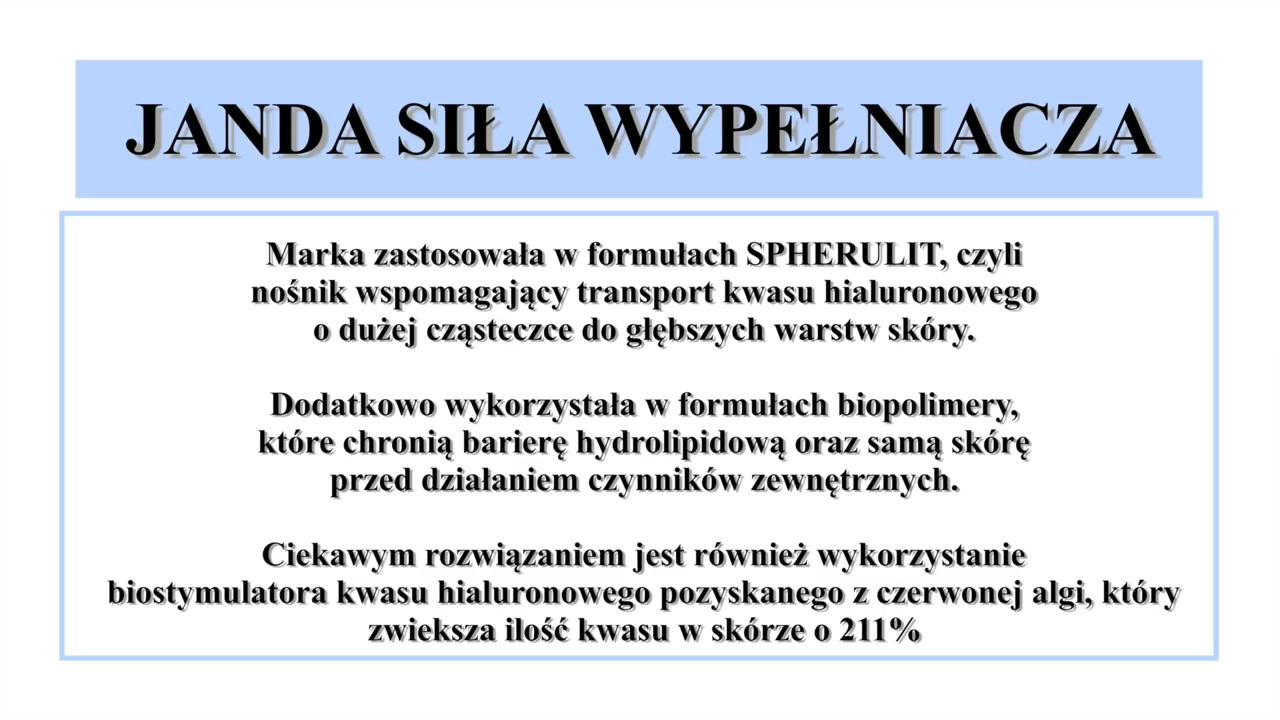 JANDA SIŁA WYPEŁNIACZA
Marka zastosowała w formułach SPHERULIT, czyli
nośnik wspomagający transport kwasu hialuronowego
o dużej cząsteczce do głębszych warstw skóry.
Dodatkowo wykorzystała w formułach biopolimery,
które chronią barierę hydrolipidową oraz samą skórę
przed działaniem czynników zewnętrznych.
Ciekawym rozwiązaniem jest również wykorzystanie
biostymulatora kwasu hialuronowego pozyskanego z czerwonej algi, który
zwieksza ilość kwasu w skórze o 211%